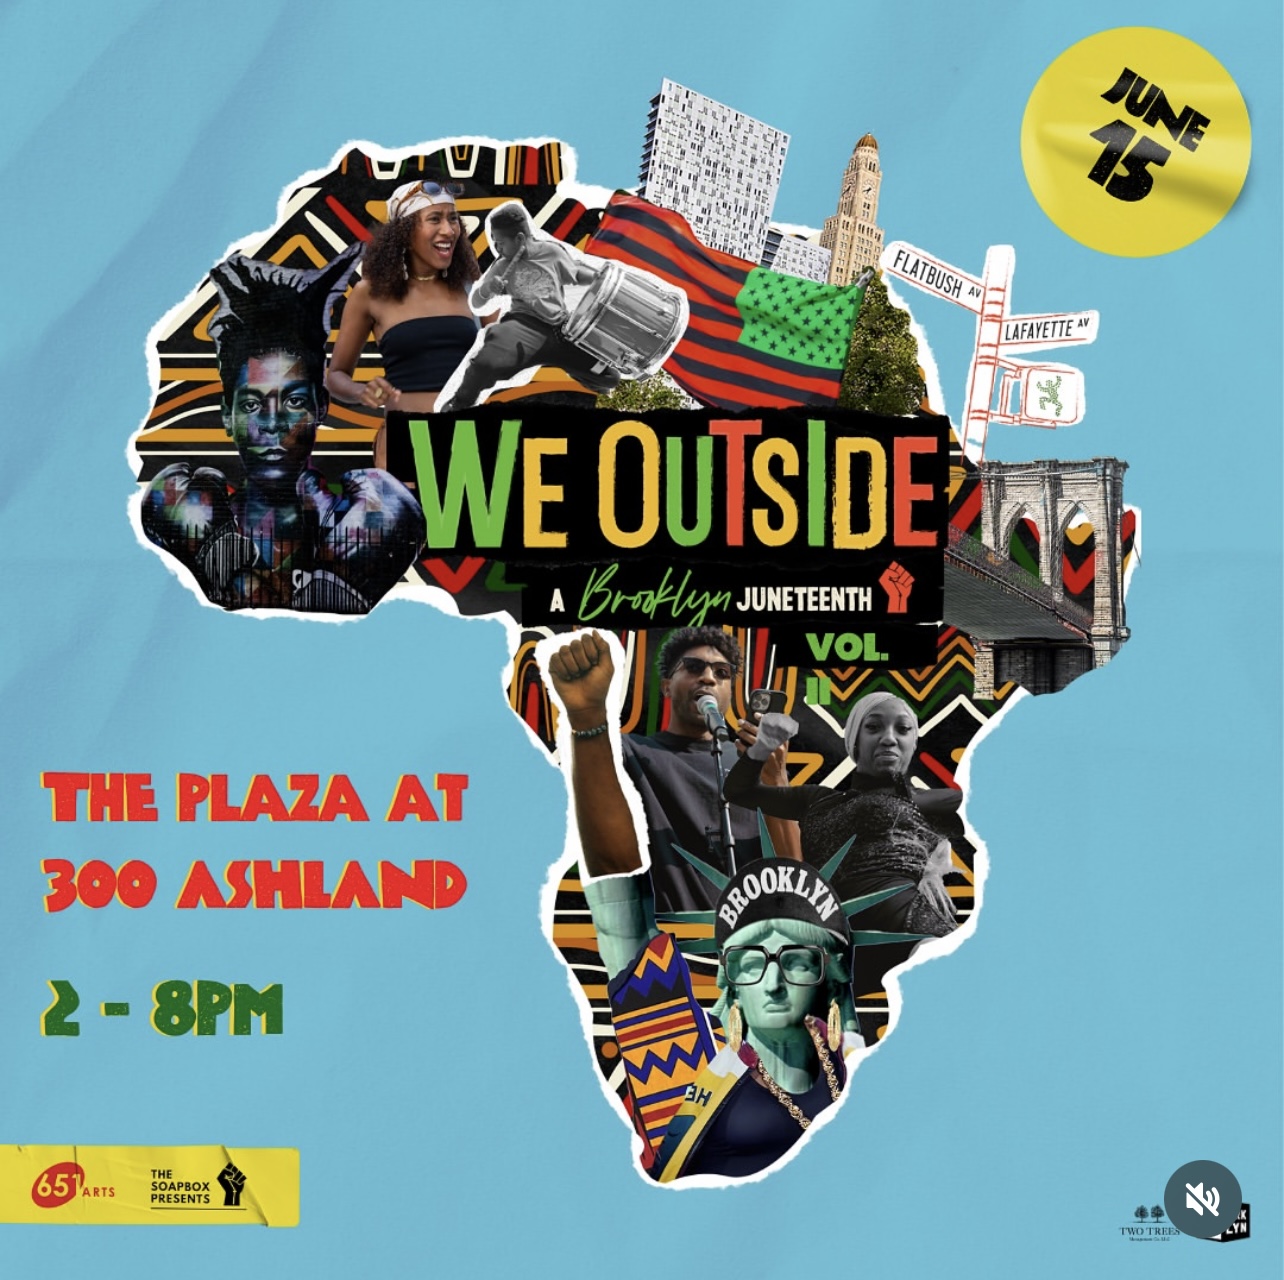 JUNE
15
FLATBUSH AV
LAFAYETTE AV
WE OUTSIDE
A Brooklyn JUNETEENTH
VOL.
II
THE PLAZA AT
300 ASHLAND
2 - 8PM
BROOKLYN
651 ARTS
THE
SOAPBOX
PRESENTS
TWO TREES